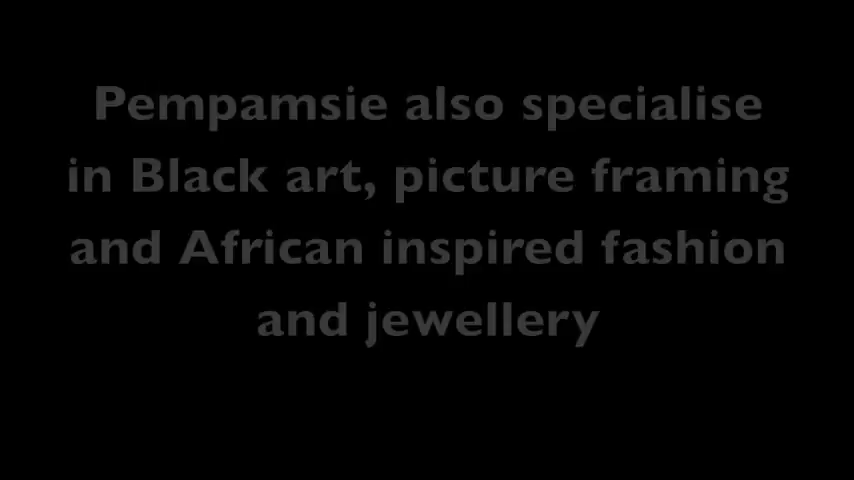 Pempamsie also specialise
in Black art, picture framing
and African inspired fashion
and jewellery